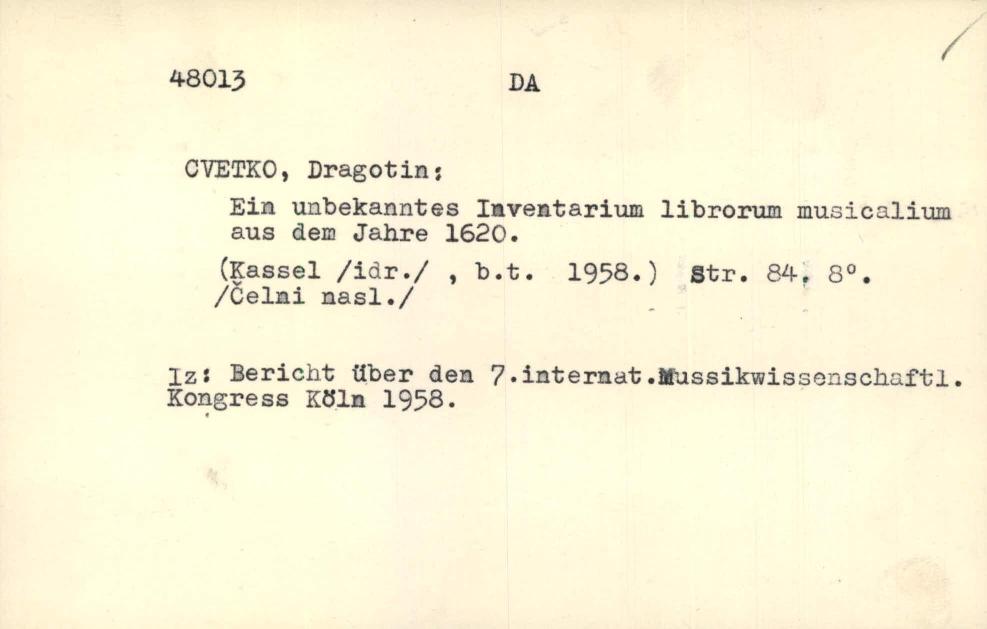 48013 DA
CVETKO, Dragotin:
Ein unbekanntes Inventarium librorum musicalium
aus dem Jahre 1620.
(Kassel /idr./ , b.t. 1958.) Str. 84. 8°.
/Čelni nasl./
Iz: Bericht über den 7.internat.Mussikwissenschaftl.
Kongress Köln 1958.